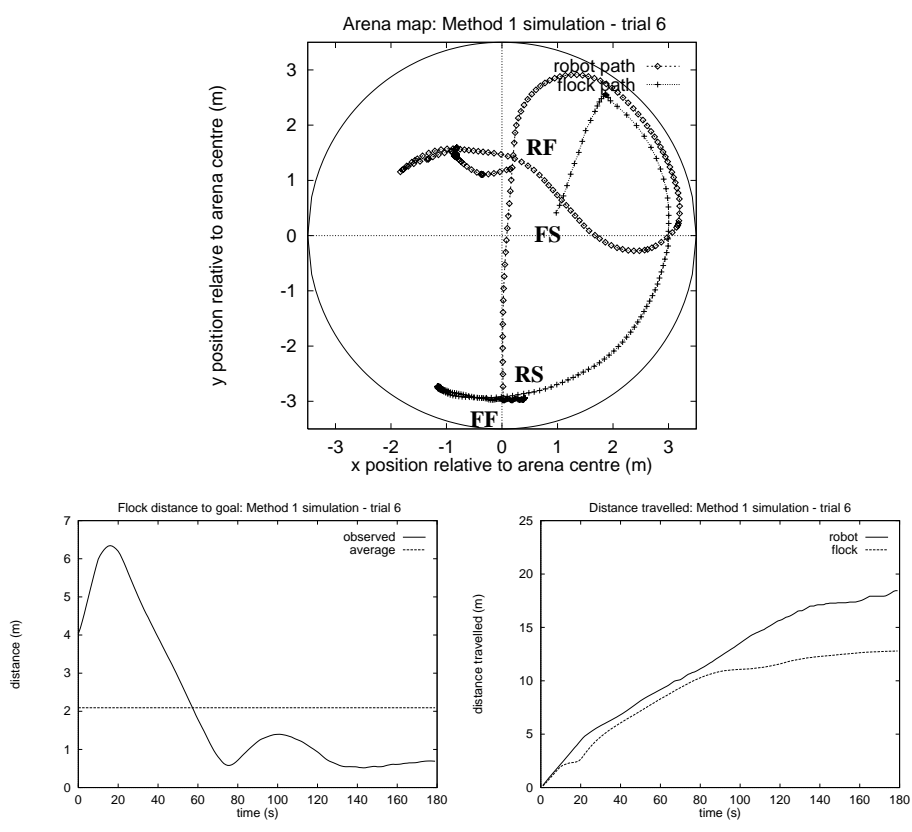 Arena map: Method 1 simulation - trial 6
robot path
flock path
RF
FS
RS
FF
3
2
1
0
-1
-2
-3
-3 -2 -1 0 1 2 3
y position relative to arena centre (m)
x position relative to arena centre (m)
Flock distance to goal: Method 1 simulation - trial 6
observed
average
7
6
5
4
3
2
1
0
0 20 40 60 80 100 120 140 160 180
distance (m)
time (s)
Distance travelled: Method 1 simulation - trial 6
robot
flock
25
20
15
10
5
0
0 20 40 60 80 100 120 140 160 180
distance travelled (m)
time (s)